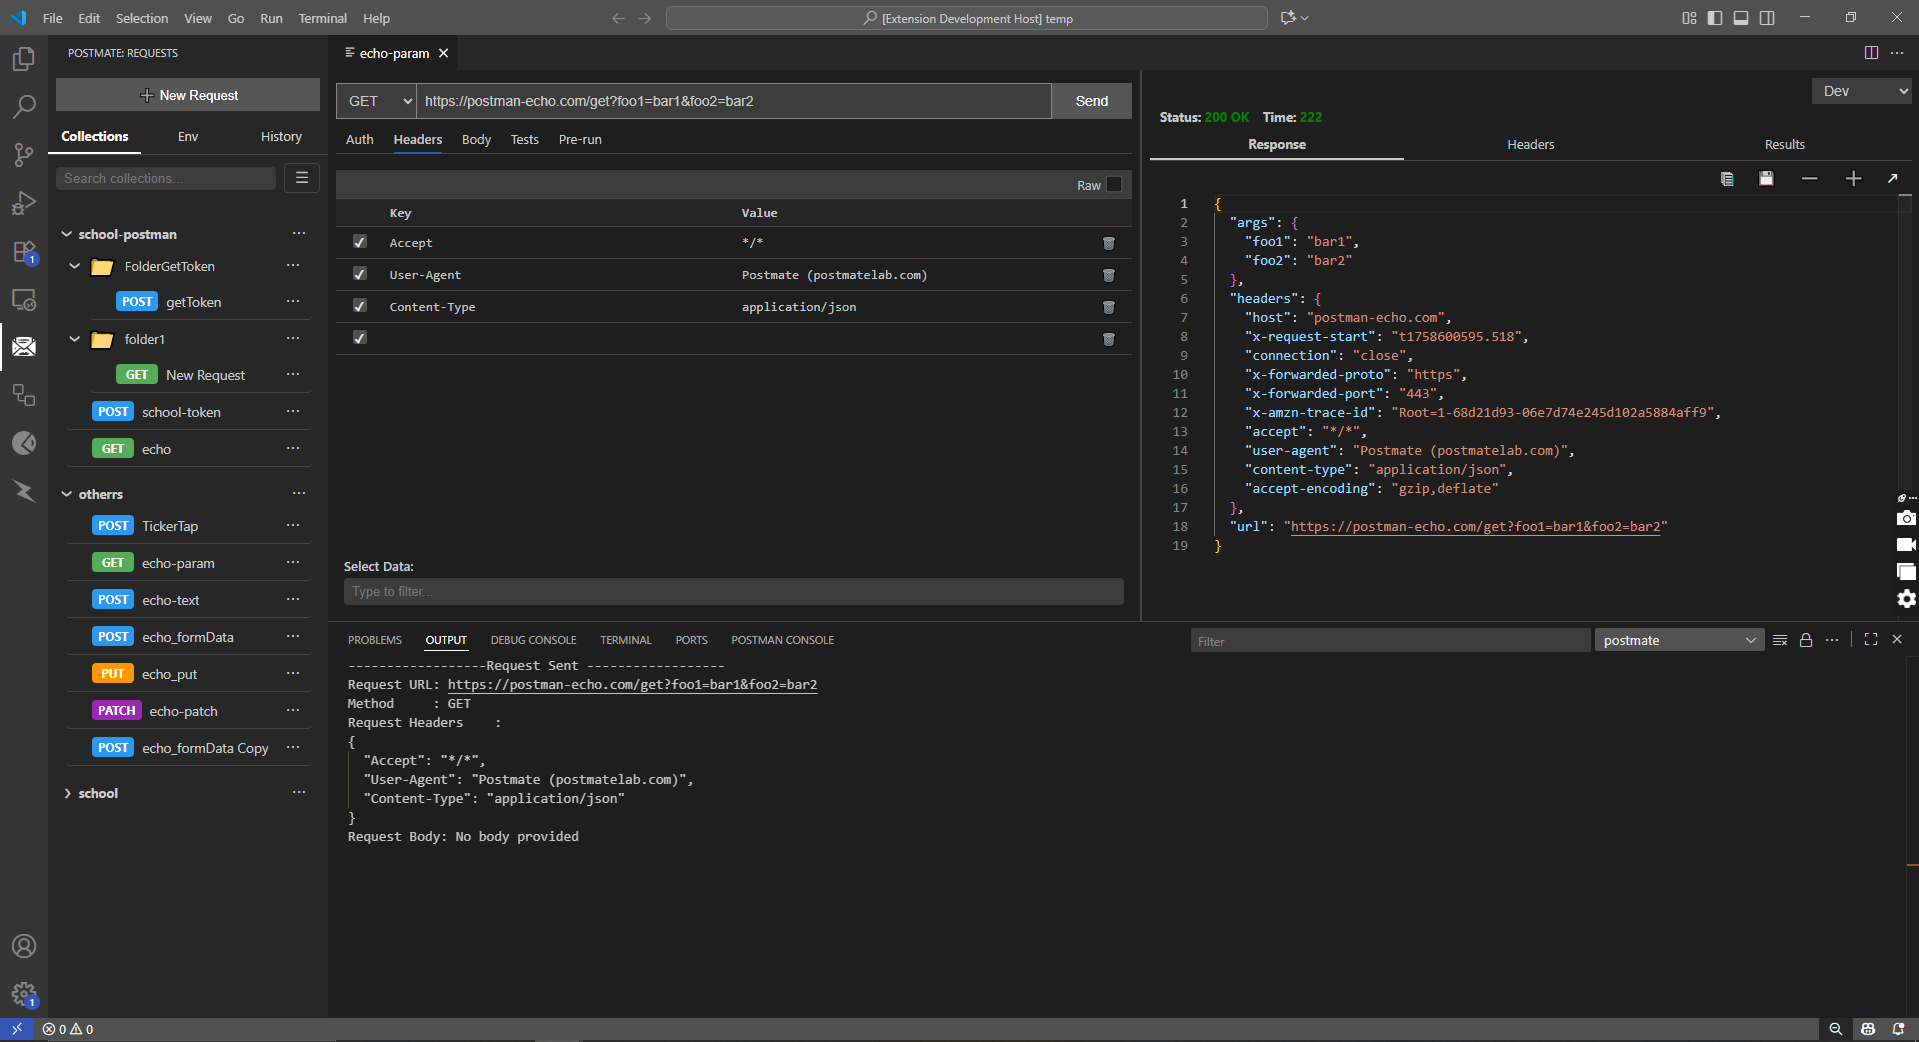 File Edit Selection View Go Run Terminal Help
[Extension Development Host] temp
POSTMATE: REQUESTS
New Request
Collections Env History
Search collections...
school-postman
FolderGetToken
POST getToken
folder1
GET New Request
POST school-token
GET echo
otherrs
POST TickerTap
GET echo-param
POST echo-text
POST echo_formData
PUT echo_put
PATCH echo-patch
POST echo_formData Copy
school
1
1
echo-param
GET https://postman-echo.com/get?foo1=bar1&foo2=bar2 Send
Auth Headers Body Tests Pre-run
Raw
Key Value
Accept */*
User-Agent Postmate (postmatelab.com)
Content-Type application/json
Select Data:
Type to filter...
Dev
Status: 200 OK Time: 222
Response Headers Results
1 {
2 "args": {
3 "foo1": "bar1",
4 "foo2": "bar2"
5 },
6 "headers": {
7 "host": "postman-echo.com",
8 "x-request-start": "t1758600595.518",
9 "connection": "close",
10 "x-forwarded-proto": "https",
11 "x-forwarded-port": "443",
12 "x-amzn-trace-id": "Root=1-68d21d93-06e7d74e245d102a5884aff9",
13 "accept": "*/*",
14 "user-agent": "Postmate (postmatelab.com)",
15 "content-type": "application/json",
16 "accept-encoding": "gzip,deflate"
17 },
18 "url": "https://postman-echo.com/get?foo1=bar1&foo2=bar2"
19 }
PROBLEMS OUTPUT DEBUG CONSOLE TERMINAL PORTS POSTMAN CONSOLE
Filter
postmate
------------------Request Sent ------------------
Request URL: https://postman-echo.com/get?foo1=bar1&foo2=bar2
Method : GET
Request Headers :
{
"Accept": "*/*",
"User-Agent": "Postmate (postmatelab.com)",
"Content-Type": "application/json"
}
Request Body: No body provided
0 0